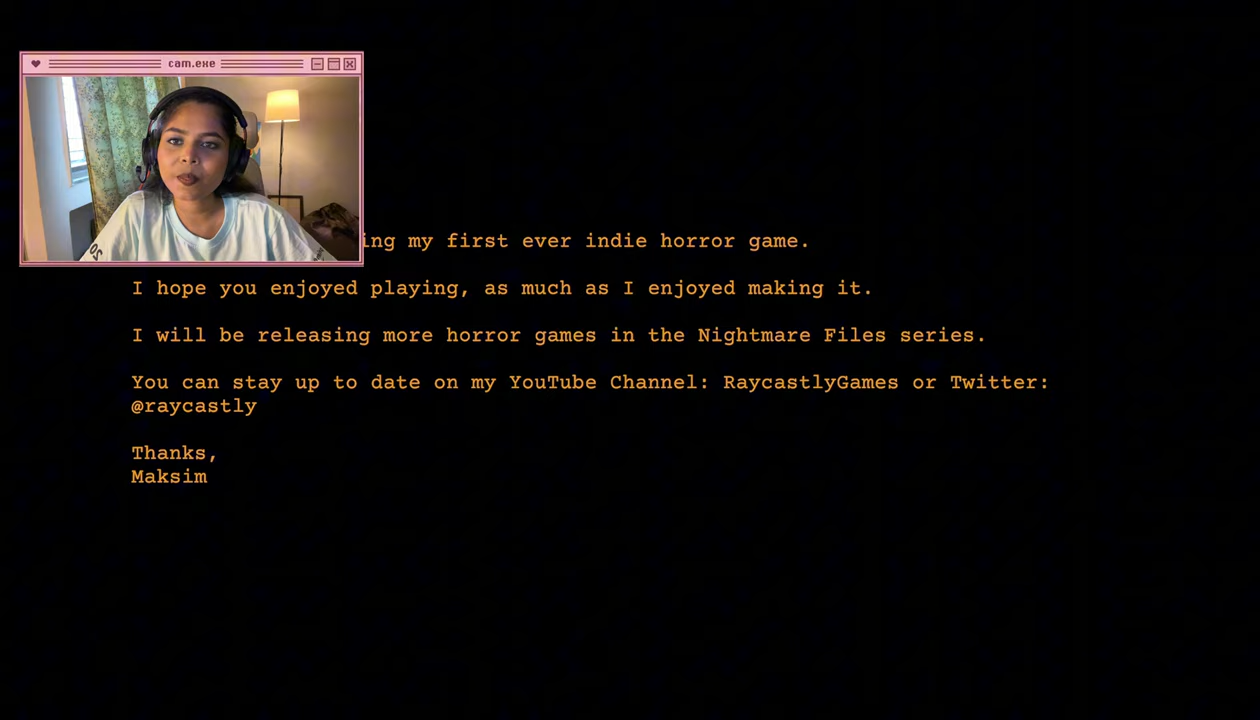 cam.exe
ing my first ever indie horror game.
I hope you enjoyed playing, as much as I enjoyed making it.
I will be releasing more horror games in the Nightmare Files series.
You can stay up to date on my YouTube Channel: RaycastlyGames or Twitter:
@raycastly
Thanks,
Maksim